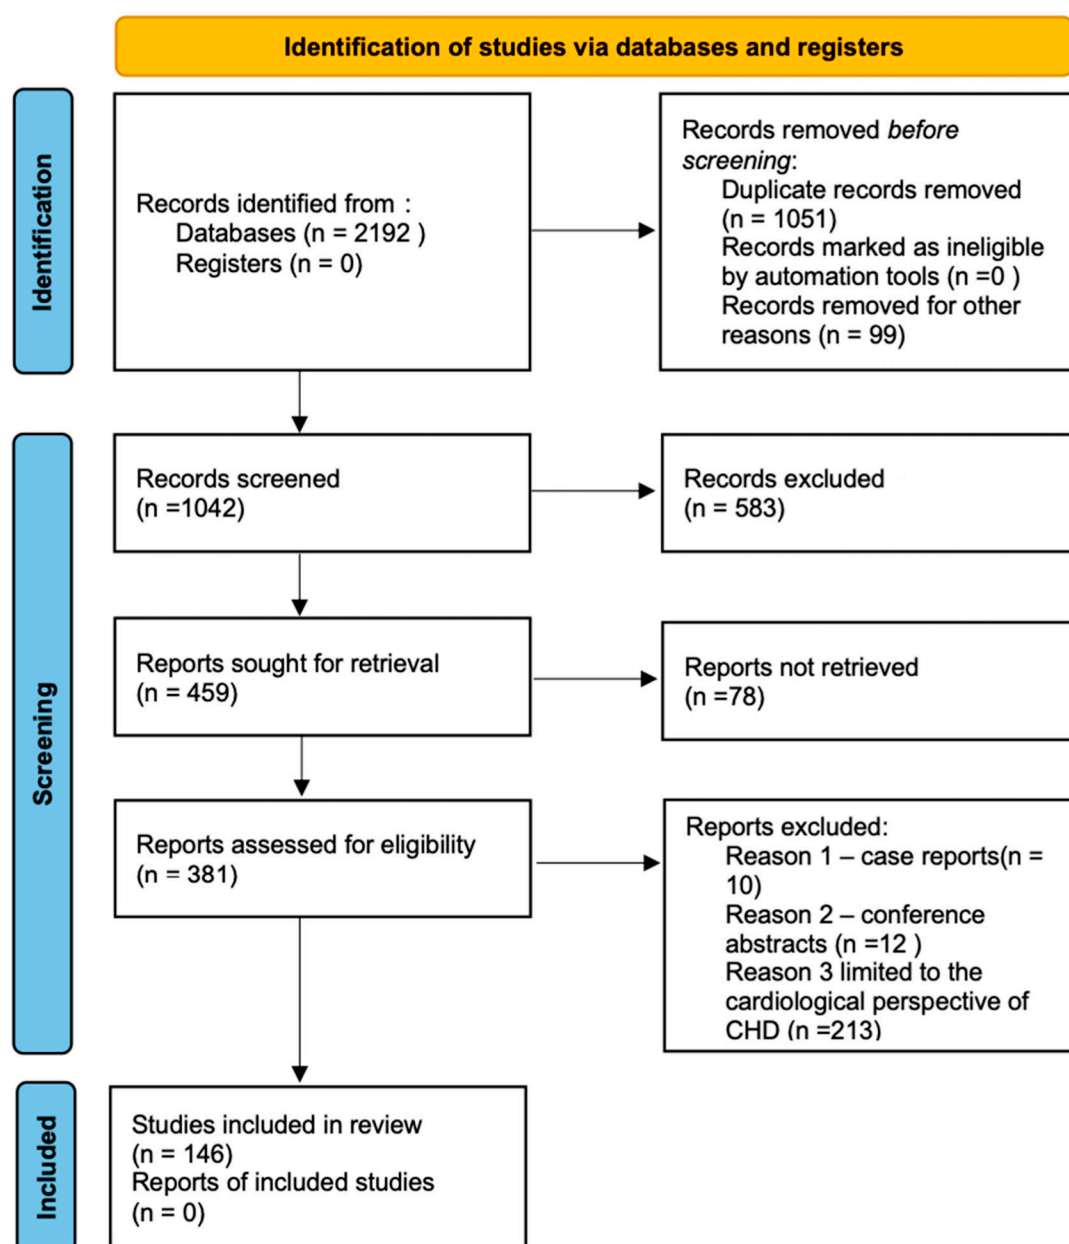 Identification of studies via databases and registers
Identification
Records identified from :
Databases (n = 2192 )
Registers (n = 0)
Records removed before
screening:
Duplicate records removed
(n = 1051)
Records marked as ineligible
by automation tools (n =0 )
Records removed for other
reasons (n = 99)
Screening
Records screened
(n =1042)
Records excluded
(n = 583)
Reports sought for retrieval
(n = 459)
Reports not retrieved
(n =78)
Reports assessed for eligibility
(n = 381)
Reports excluded:
Reason 1 – case reports(n =
10)
Reason 2 – conference
abstracts (n =12 )
Reason 3 limited to the
cardiological perspective of
CHD (n =213)
Included
Studies included in review
(n = 146)
Reports of included studies
(n = 0)